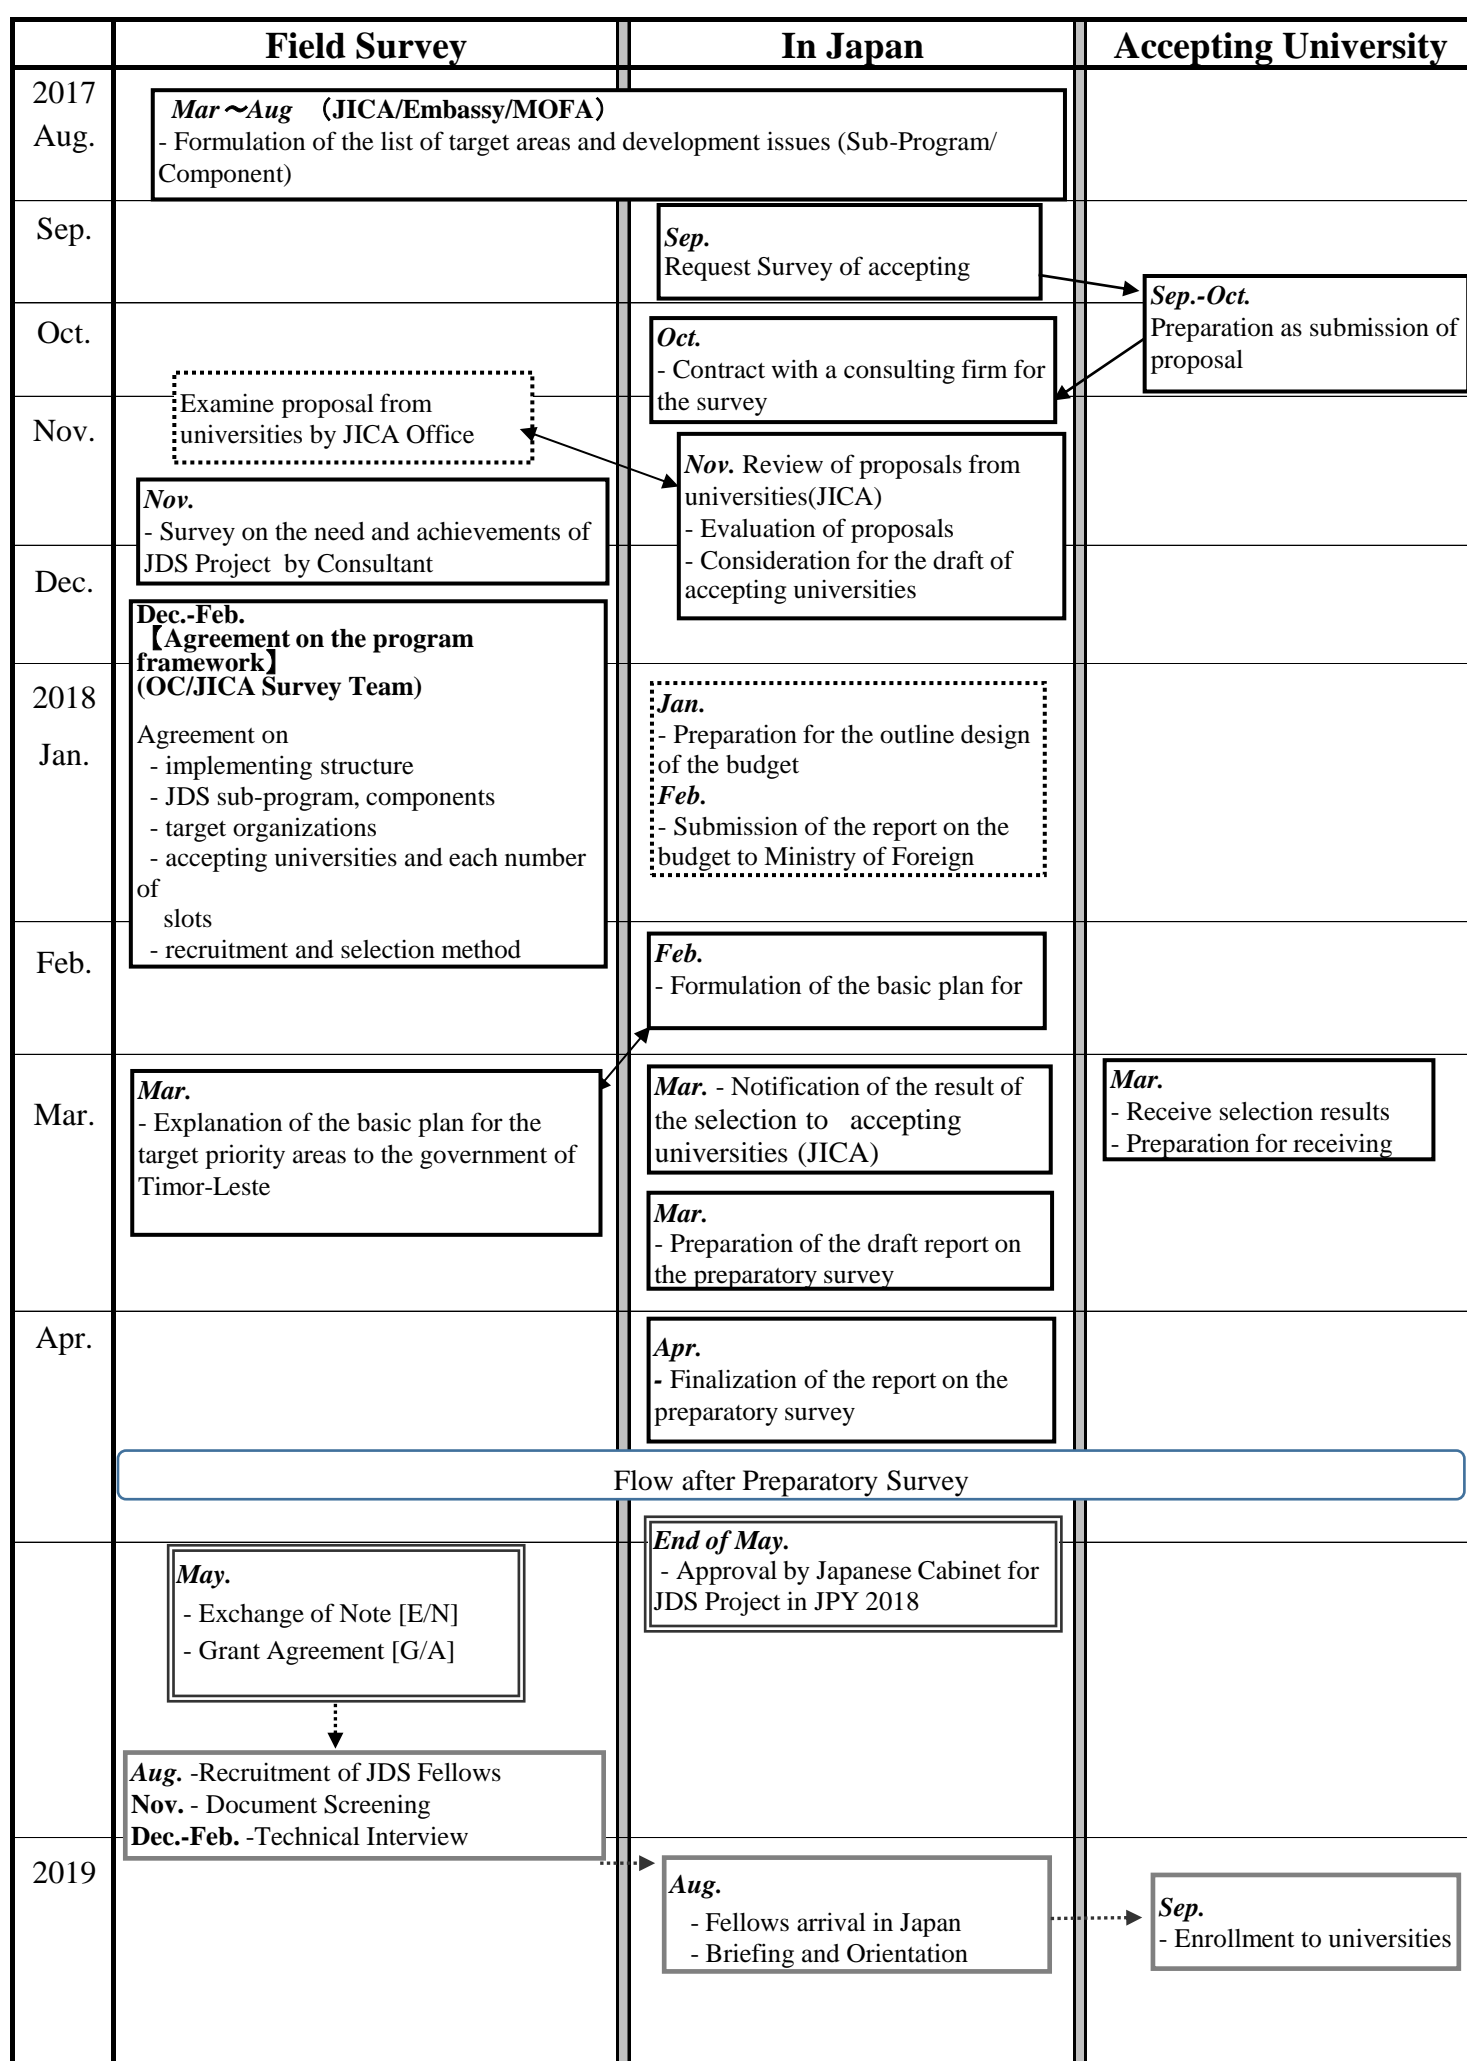 Field Survey
In Japan
Accepting University
2017
Aug.
Mar～Aug （JICA/Embassy/MOFA）
- Formulation of the list of target areas and development issues (Sub-Program/
Component)
Sep.
Sep.
Request Survey of accepting
Sep.-Oct.
Preparation as submission of
proposal
Oct.
Oct.
- Contract with a consulting firm for
the survey
Examine proposal from
universities by JICA Office
Nov.
Nov. Review of proposals from
universities(JICA)
- Evaluation of proposals
- Consideration for the draft of
accepting universities
Nov.
- Survey on the need and achievements of
JDS Project by Consultant
Dec.
Dec.-Feb.
【Agreement on the program
framework】
(OC/JICA Survey Team)
Agreement on
- implementing structure
- JDS sub-program, components
- target organizations
- accepting universities and each number
of
slots
- recruitment and selection method
2018
Jan.
Jan.
- Preparation for the outline design
of the budget
Feb.
- Submission of the report on the
budget to Ministry of Foreign
Feb.
Feb.
- Formulation of the basic plan for
Mar.
Mar.
- Explanation of the basic plan for the
target priority areas to the government of
Timor-Leste
Mar. - Notification of the result of
the selection to accepting
universities (JICA)
Mar.
- Receive selection results
- Preparation for receiving
Mar.
- Preparation of the draft report on
the preparatory survey
Apr.
Apr.
- Finalization of the report on the
preparatory survey
Flow after Preparatory Survey
End of May.
- Approval by Japanese Cabinet for
JDS Project in JPY 2018
May.
- Exchange of Note [E/N]
- Grant Agreement [G/A]
Aug. -Recruitment of JDS Fellows
Nov. - Document Screening
Dec.-Feb. -Technical Interview
2019
Aug.
- Fellows arrival in Japan
- Briefing and Orientation
Sep.
- Enrollment to universities